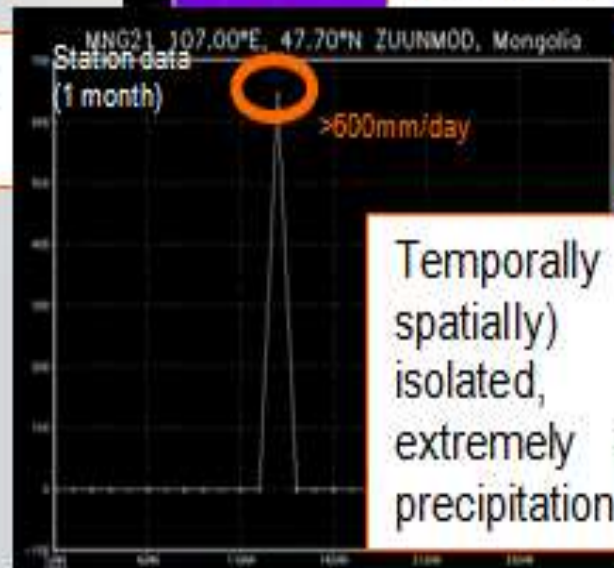 MNG21 107.00°E, 47.70°N ZUUNMOD, Mongolia
Station data
(1 month)
>600mm/day
Temporally
spatially)
isolated,
extremely
precipitation